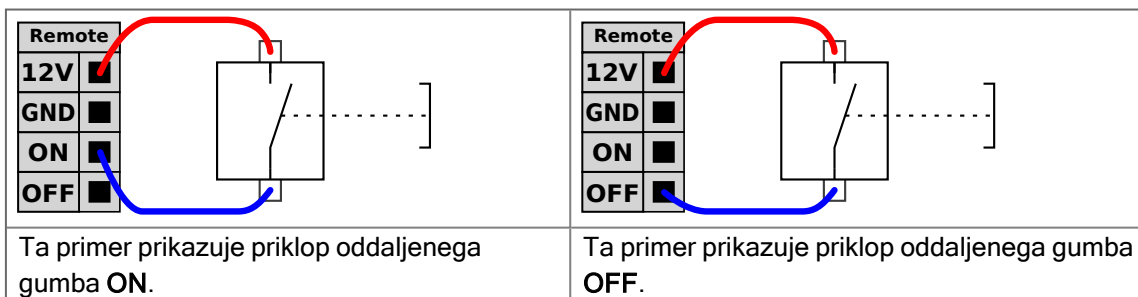 Remote
12V
GND
ON
OFF
Remote
12V
GND
ON
OFF
Ta primer prikazuje priklop oddaljenega
gumba ON.
Ta primer prikazuje priklop oddaljenega gumba
OFF.